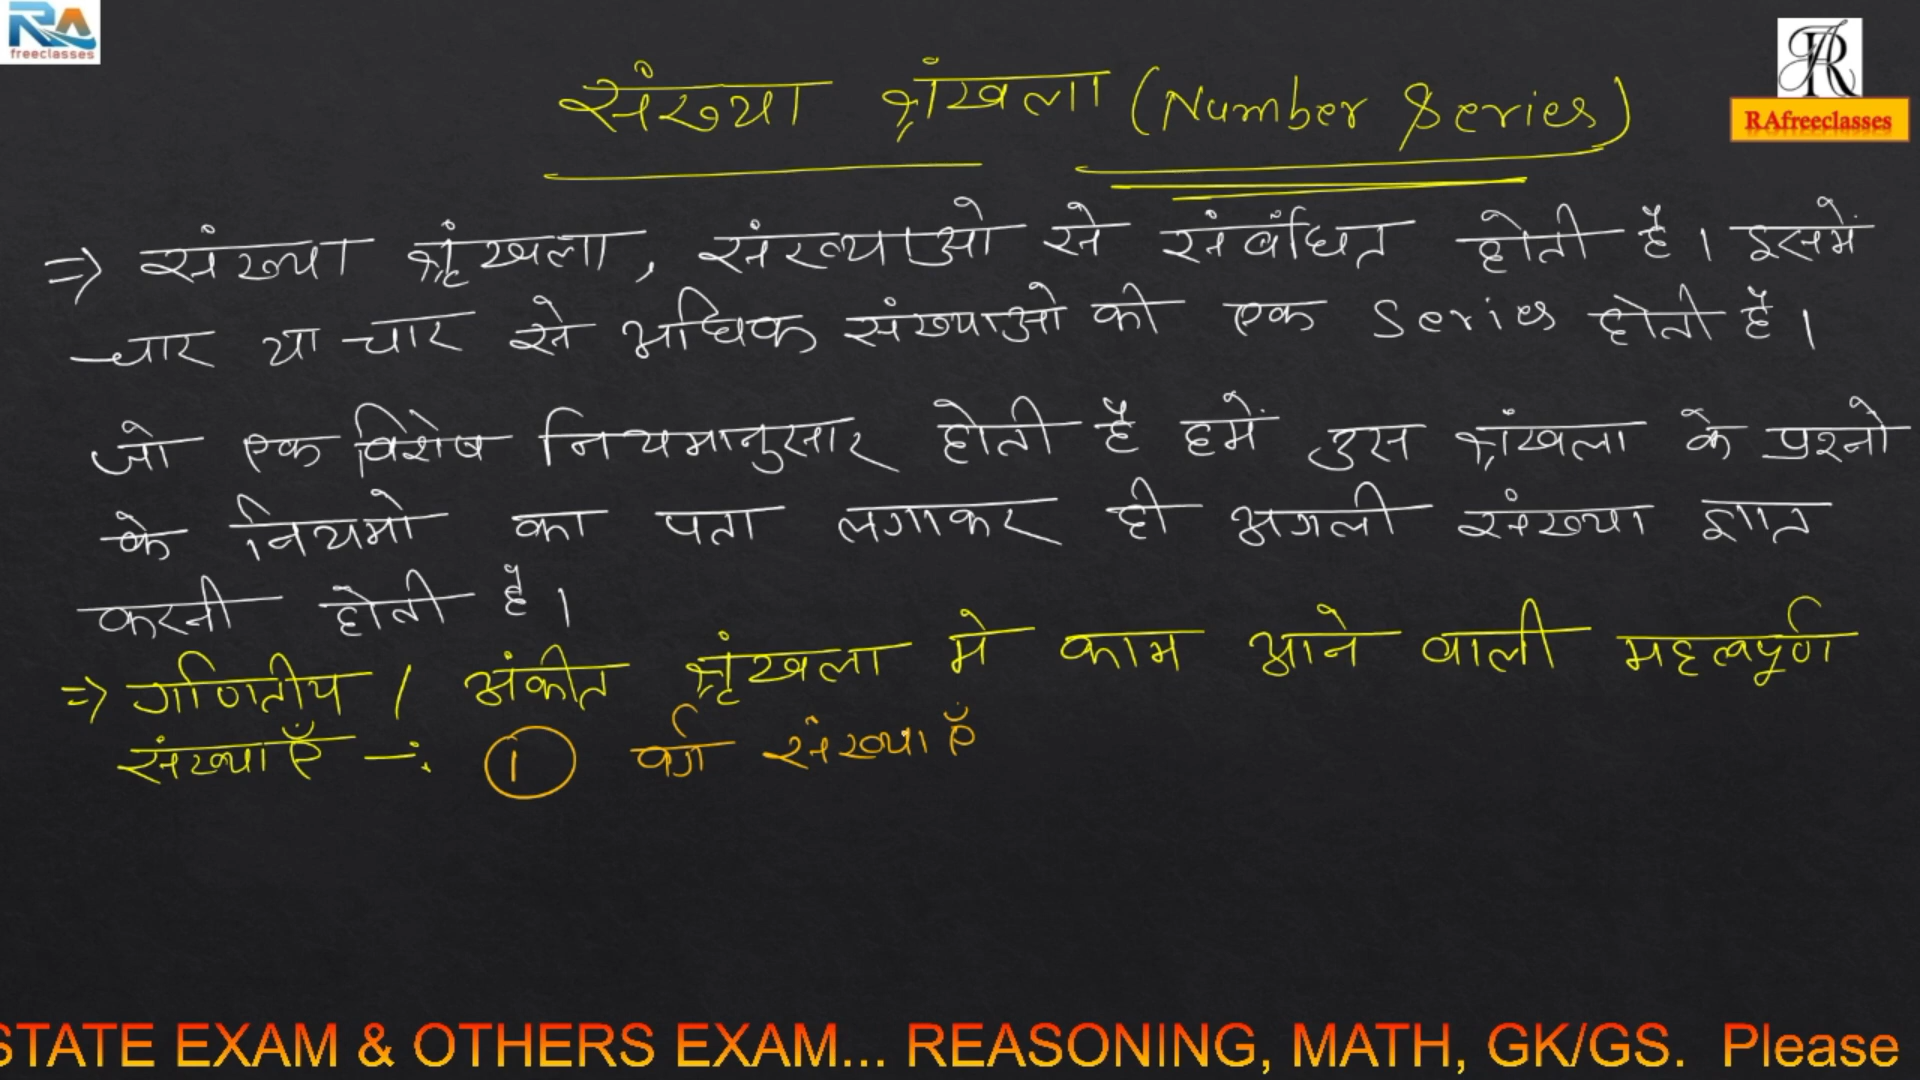 RA
freeclasses
संख्या श्रंखला (Number Series)
RAfreeclasses
=> संख्या श्रृंखला, संख्याओ से संबंधित होती है। इसमें
चार या चार से अधिक संख्याओ की एक Series होती है।
जो एक विशेष नियमानुसार होती है हमें उस श्रंखला के प्रश्नो
के नियमो का पता लगाकर ही अगली संख्या ज्ञात
करनी होती है।
=> गणितीय / अंकीत श्रृंखला मे काम आने वाली महत्वपूर्ण
संख्याएँ -: ① वर्ग संख्याएँ
STATE EXAM & OTHERS EXAM... REASONING, MATH, GK/GS. Please